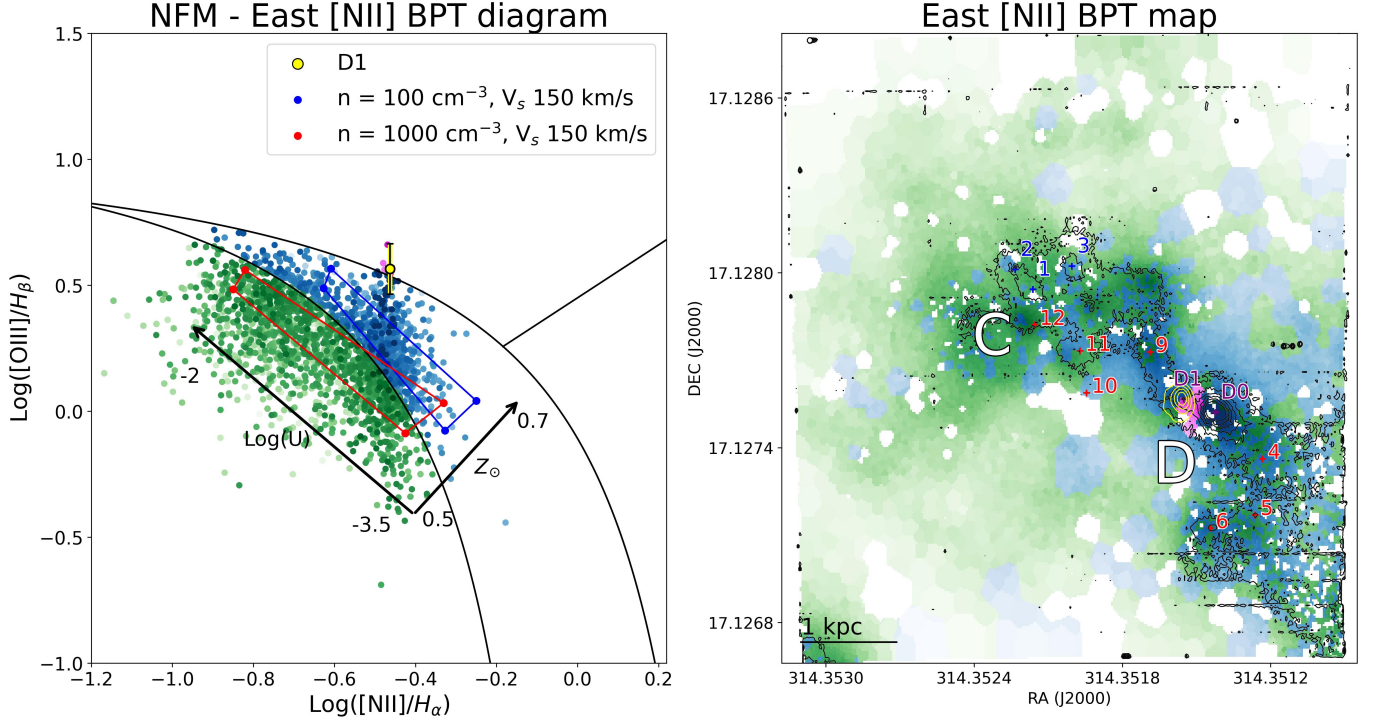 NFM - East [NII] BPT diagram
1.5
1.0
0.5
0.0
−0.5
−1.0
Log([OIII]/Hβ)
D1
n = 100 cm⁻³, Vₛ 150 km/s
n = 1000 cm⁻³, Vₛ 150 km/s
-2
Log(U)
-3.5
0.5
Z⊙
0.7
−1.2
−1.0
−0.8
−0.6
−0.4
−0.2
0.0
0.2
Log([NII]/Hα)
East [NII] BPT map
17.1286
17.1280
17.1274
17.1268
DEC (J2000)
2
3
1
12
C
11
9
10
D1
D0
D
4
5
6
1 kpc
314.3530
314.3524
314.3518
314.3512
RA (J2000)